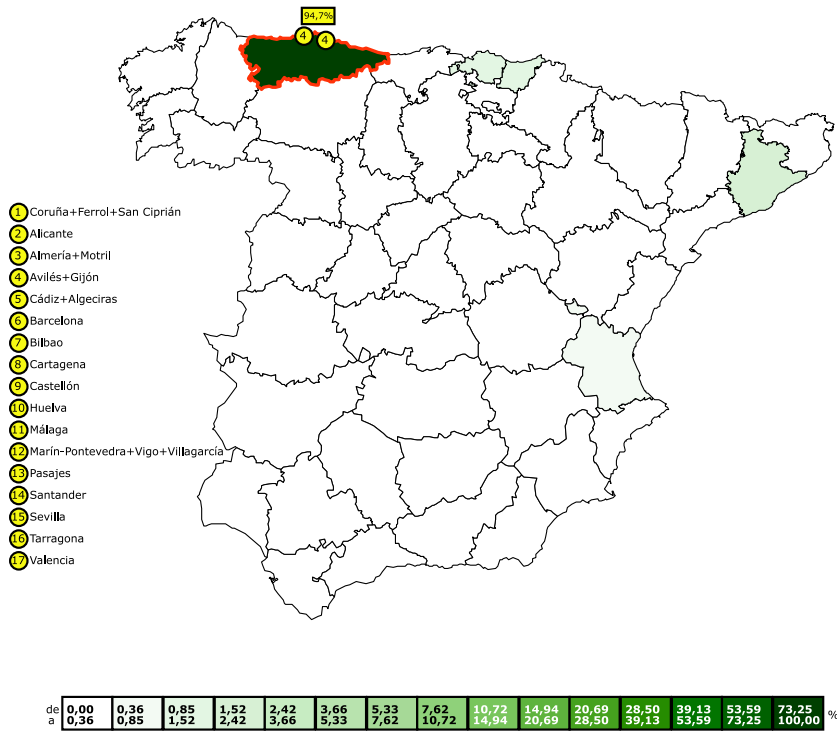 94,7%
4 4
1 Coruña+Ferrol+San Ciprián
2 Alicante
3 Almería+Motril
4 Avilés+Gijón
5 Cádiz+Algeciras
6 Barcelona
7 Bilbao
8 Cartagena
9 Castellón
10 Huelva
11 Málaga
12 Marín-Pontevedra+Vigo+Villagarcía
13 Pasajes
14 Santander
15 Sevilla
16 Tarragona
17 Valencia
de 0,00 0,36 0,85 1,52 2,42 3,66 5,33 7,62 10,72 14,94 20,69 28,50 39,13 53,59 73,25 %
a 0,36 0,85 1,52 2,42 3,66 5,33 7,62 10,72 14,94 20,69 28,50 39,13 53,59 73,25 100,00